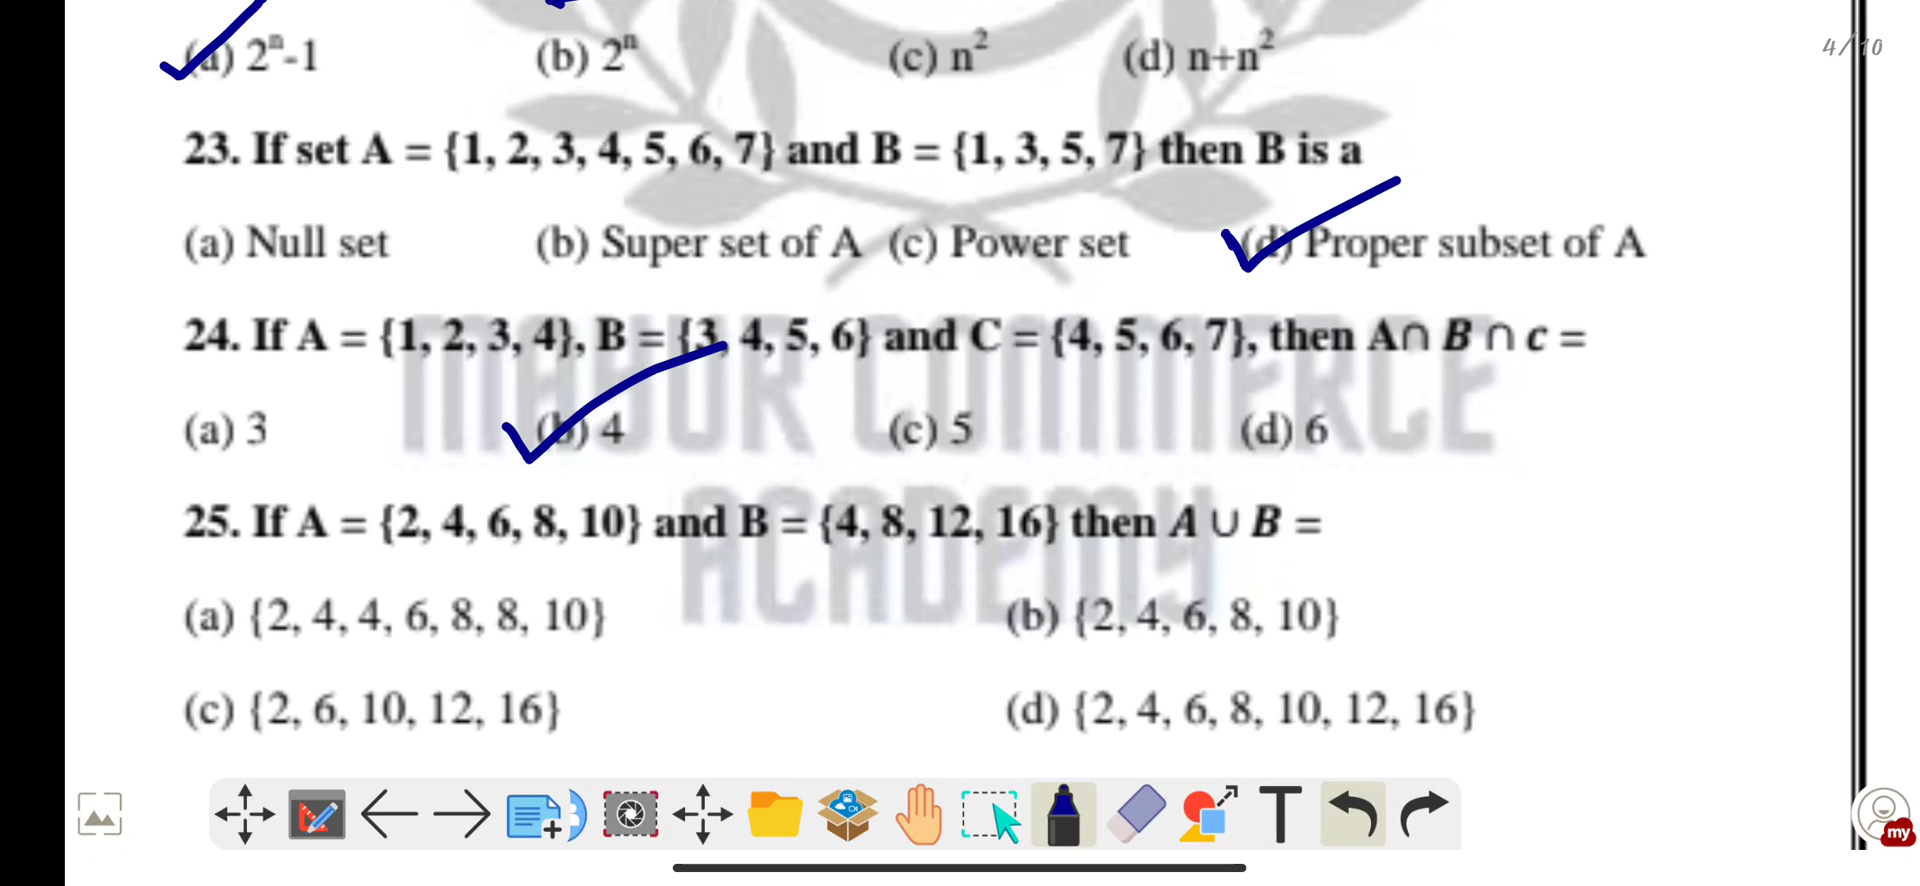 (a) 2ⁿ-1 (b) 2ⁿ (c) n² (d) n+n²
4/10
23. If set A = {1, 2, 3, 4, 5, 6, 7} and B = {1, 3, 5, 7} then B is a
(a) Null set (b) Super set of A (c) Power set (d) Proper subset of A
24. If A = {1, 2, 3, 4}, B = {3, 4, 5, 6} and C = {4, 5, 6, 7}, then A∩ B ∩ c =
(a) 3 (b) 4 (c) 5 (d) 6
MAJOR COMMERCE
ACADEMY
25. If A = {2, 4, 6, 8, 10} and B = {4, 8, 12, 16} then A ∪ B =
(a) {2, 4, 4, 6, 8, 8, 10} (b) {2, 4, 6, 8, 10}
(c) {2, 6, 10, 12, 16} (d) {2, 4, 6, 8, 10, 12, 16}
T
my